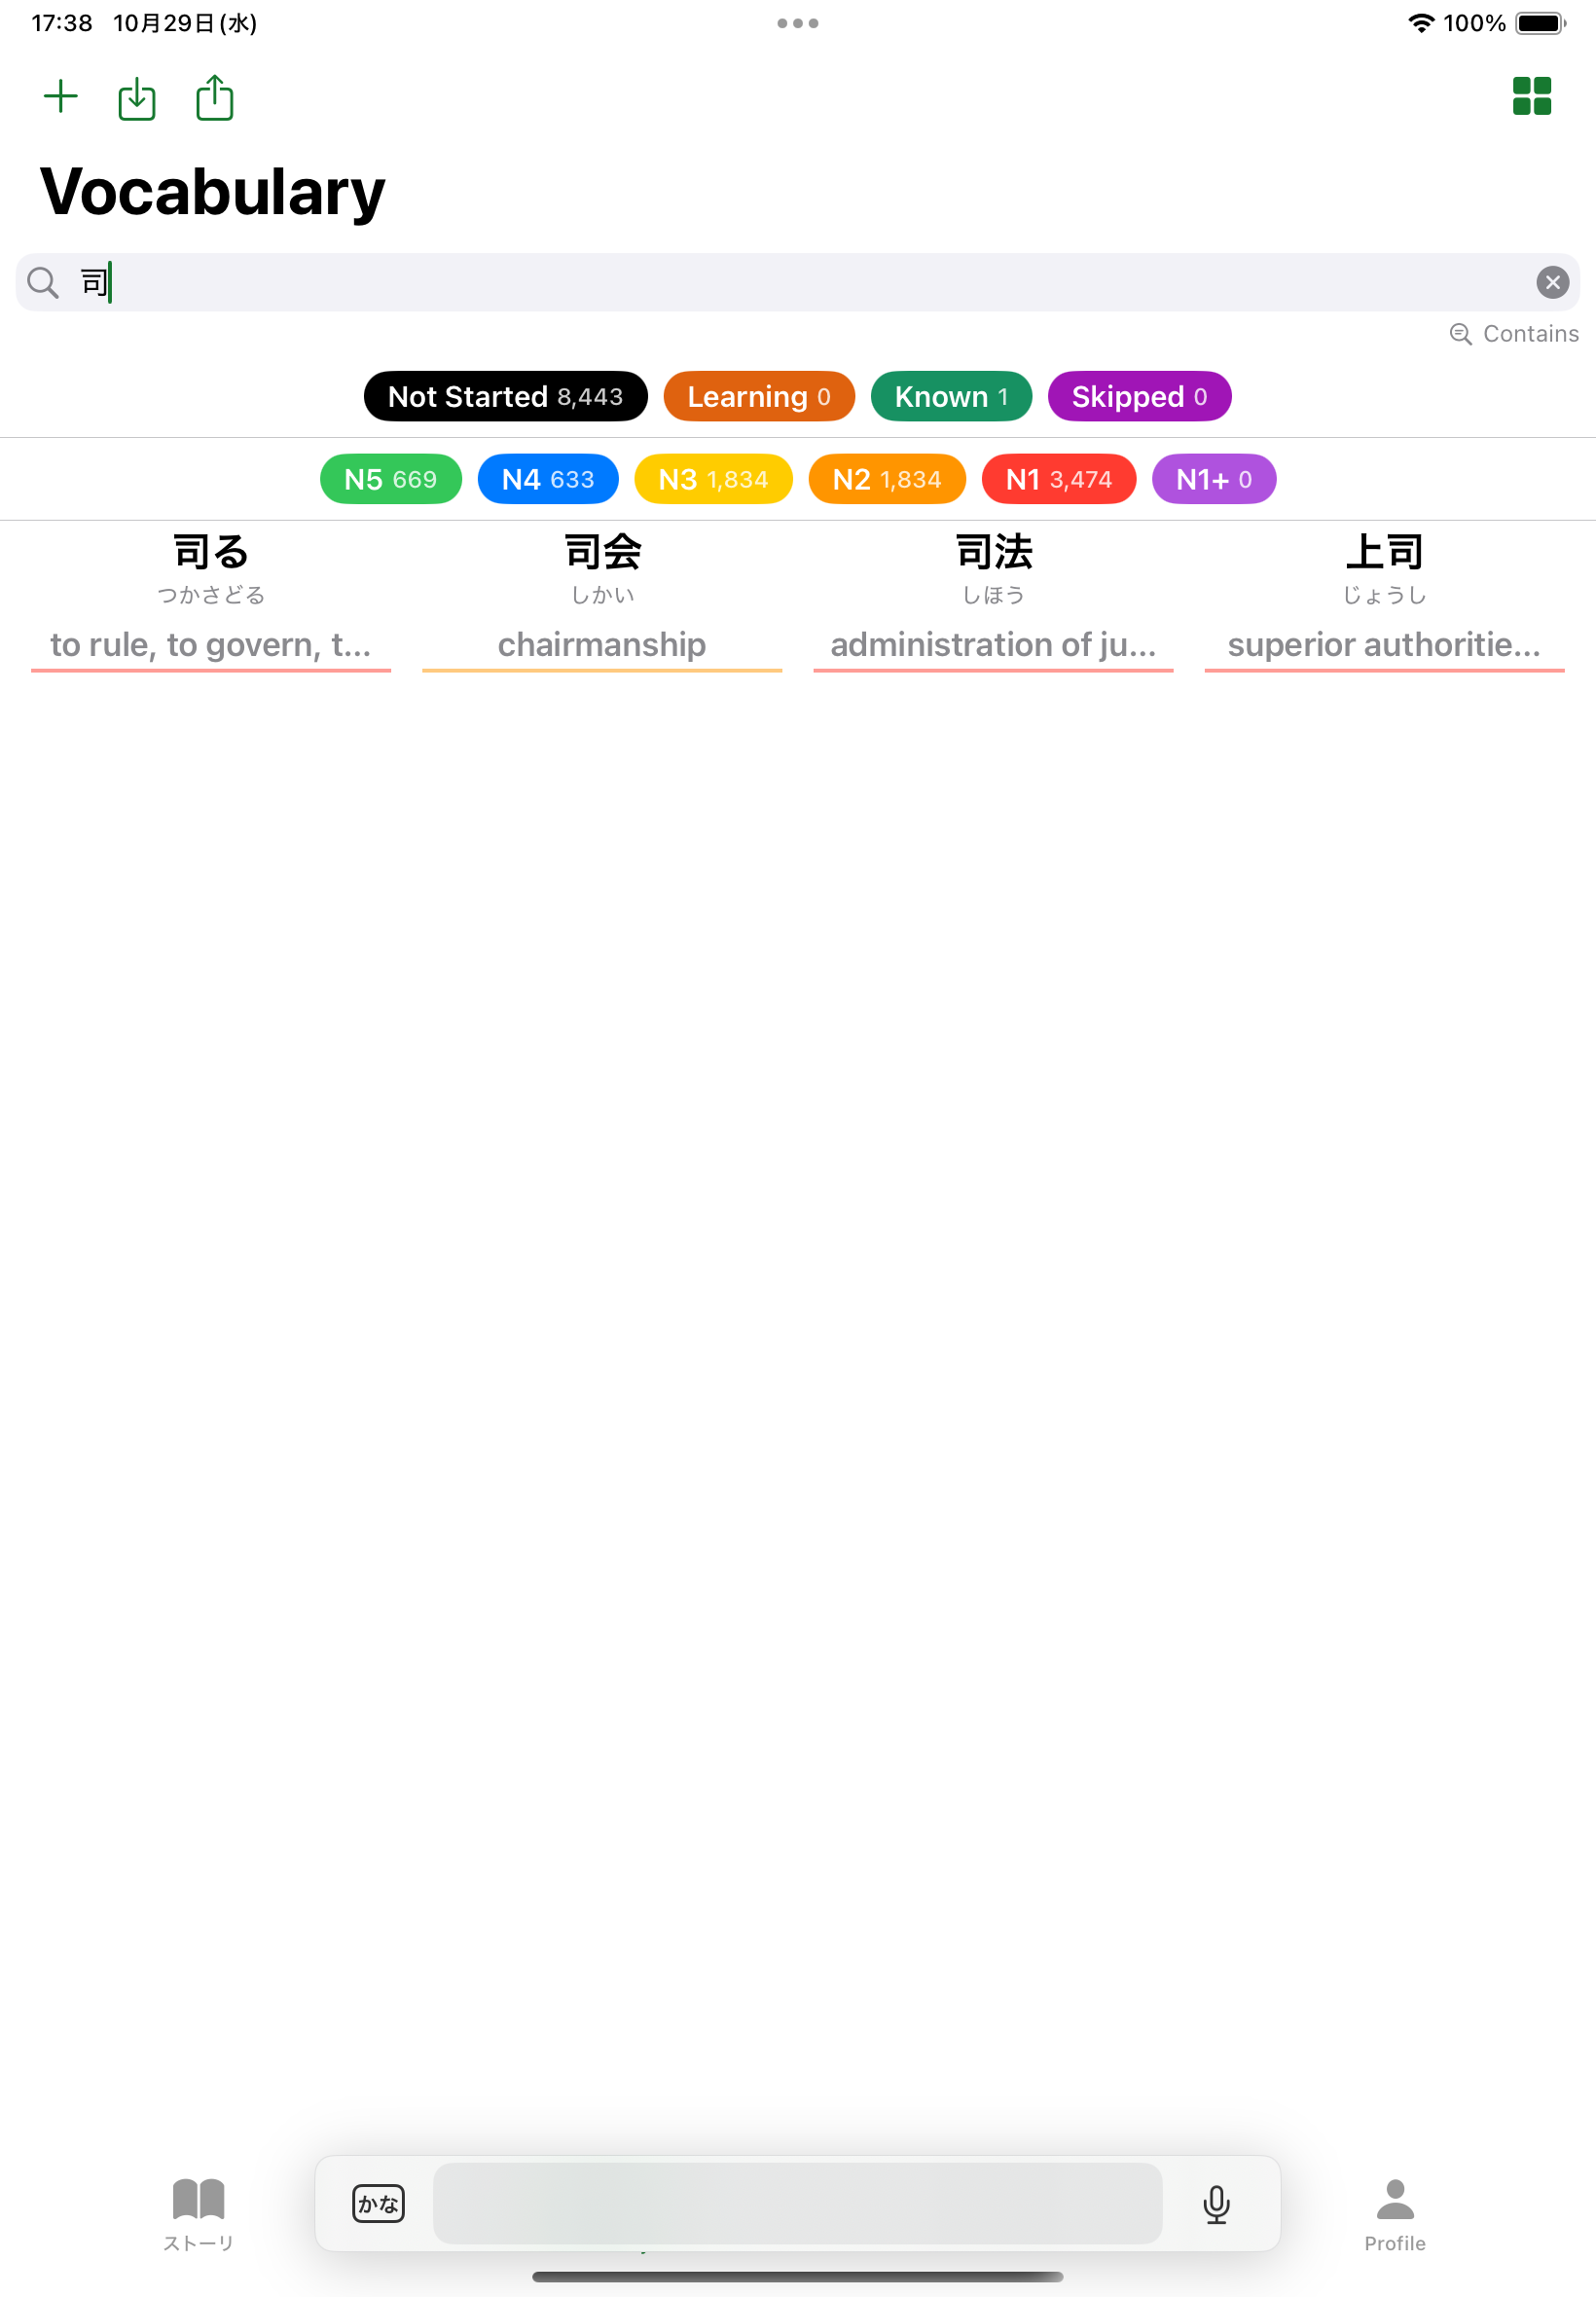 17:38 10月29日(水)
100%
Vocabulary
司
Contains
Not Started 8,443 Learning 0 Known 1 Skipped 0
N5 669 N4 633 N3 1,834 N2 1,834 N1 3,474 N1+ 0
司る 司会 司法 上司
つかさどる しかい しほう じょうし
to rule, to govern, t... chairmanship administration of ju... superior authoritie...
かな
ストーリ Profile